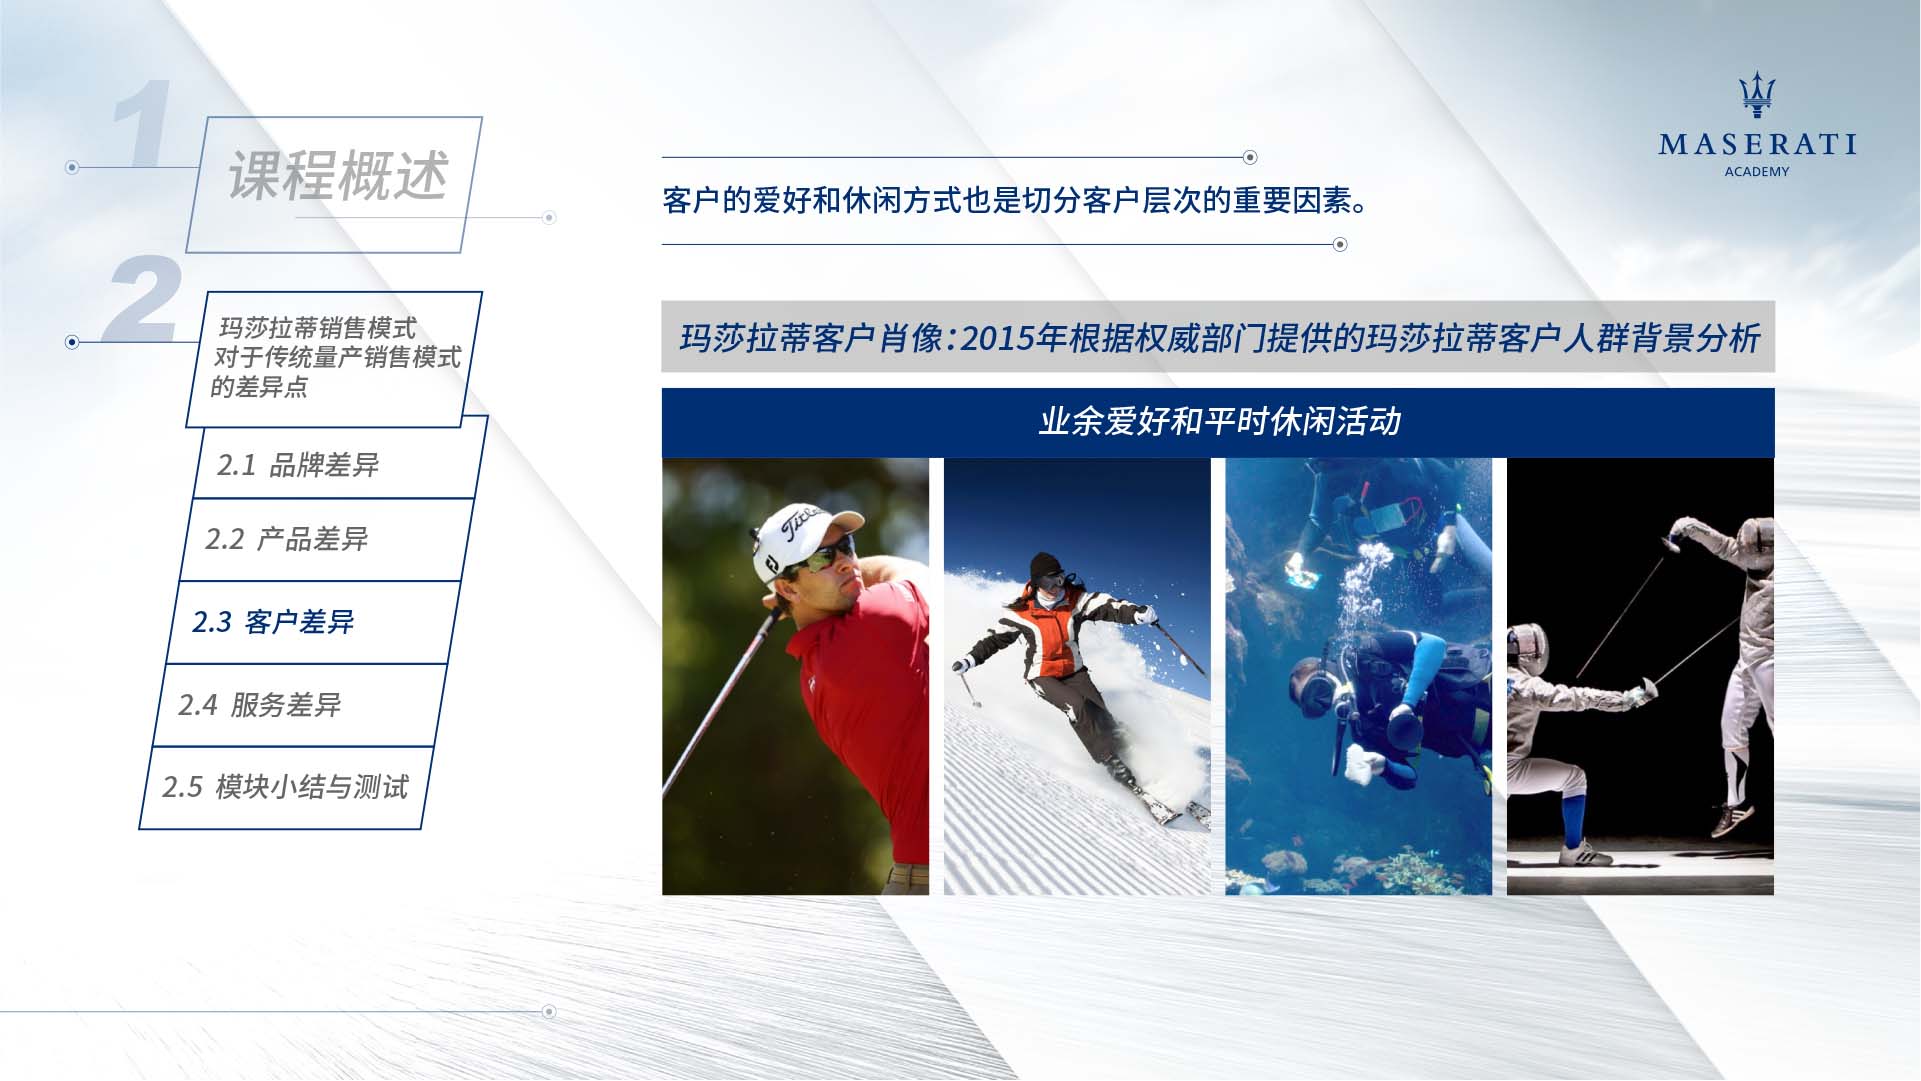 1
课程概述
2
玛莎拉蒂销售模式
对于传统量产销售模式
的差异点
2.1 品牌差异
2.2 产品差异
2.3 客户差异
2.4 服务差异
2.5 模块小结与测试
MASERATI
ACADEMY
客户的爱好和休闲方式也是切分客户层次的重要因素。
玛莎拉蒂客户肖像：2015年根据权威部门提供的玛莎拉蒂客户人群背景分析
业余爱好和平时休闲活动
Titleist
FJ